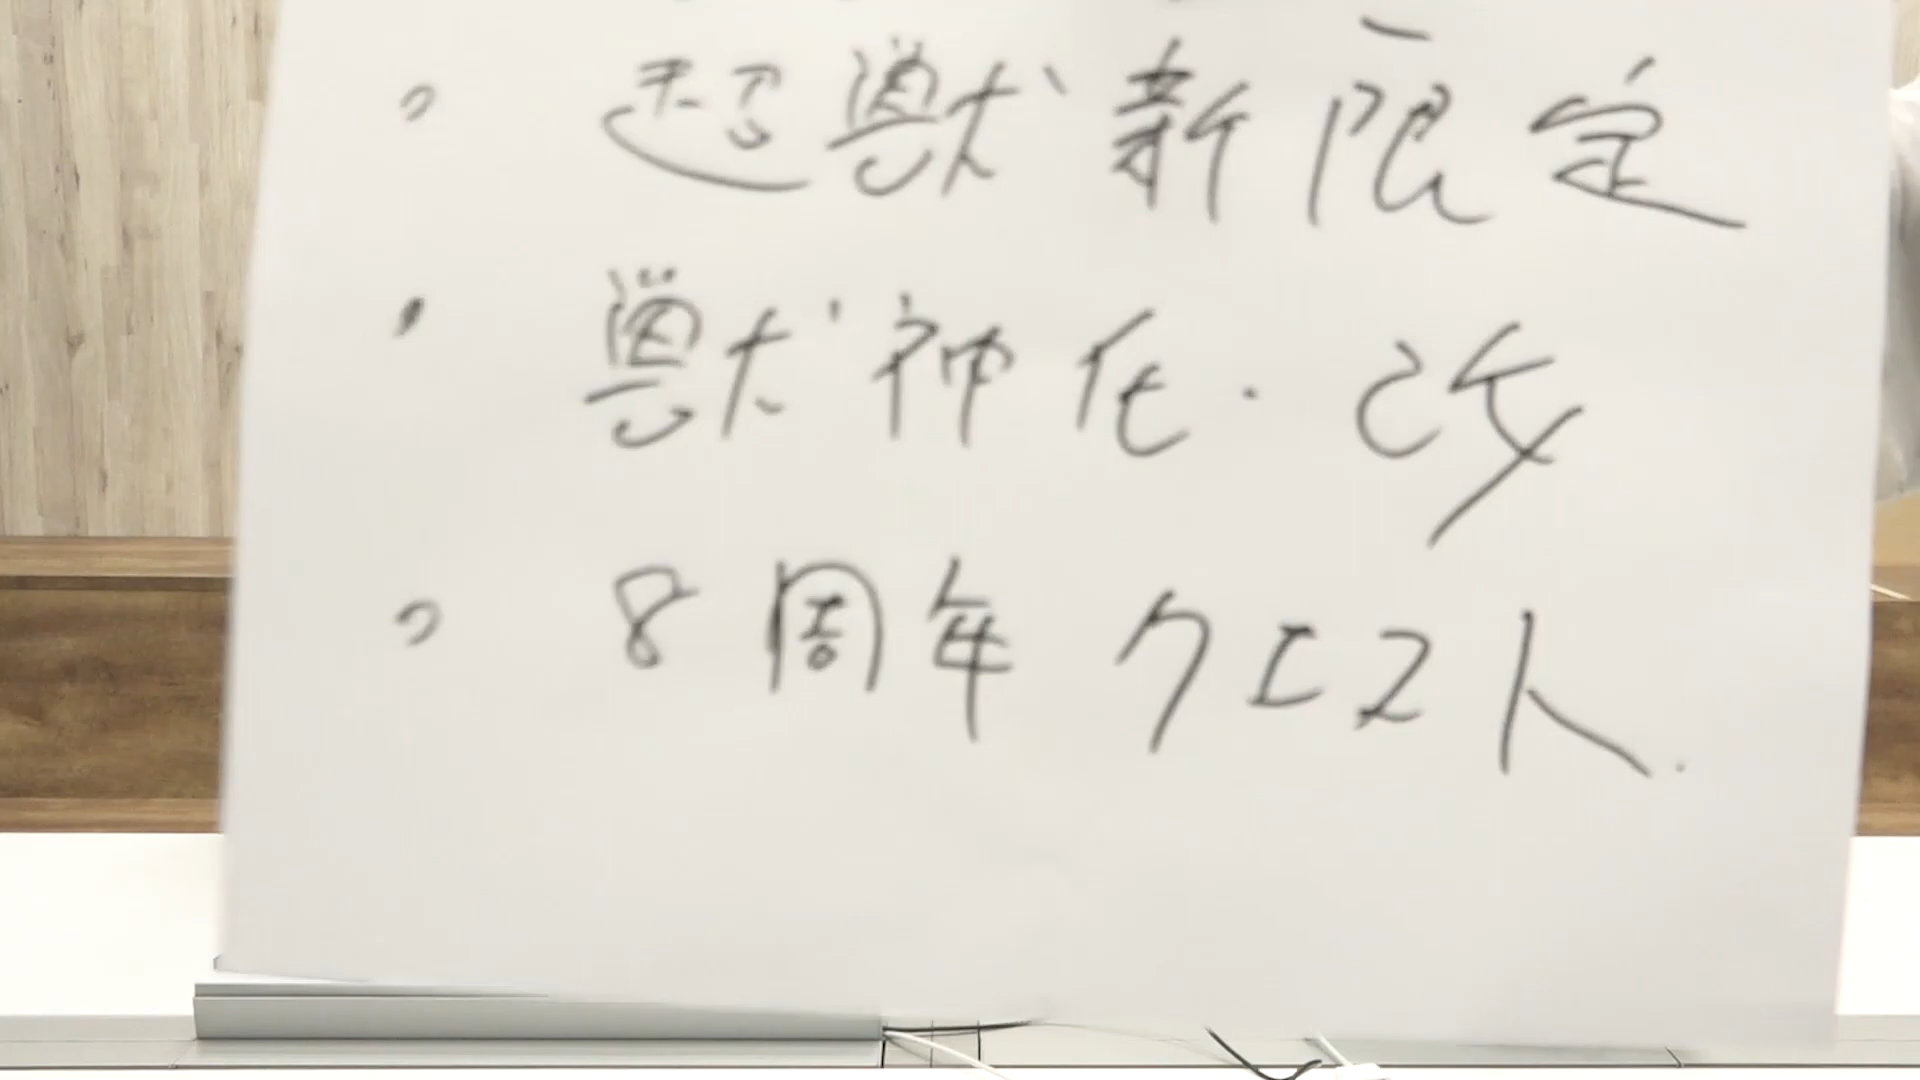 ・ 超獣新限定
・ 獣神化・改
・ 8周年クエスト